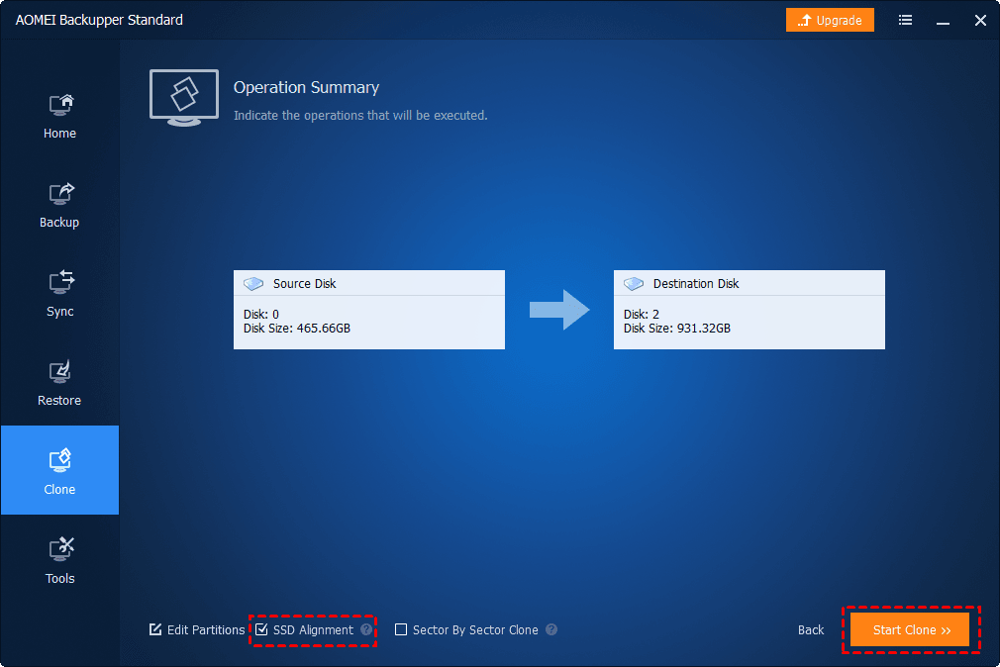 AOMEI Backupper Standard
Upgrade
Operation Summary
Indicate the operations that will be executed.
Home
Backup
Sync
Restore
Clone
Tools
Source Disk
Disk: 0
Disk Size: 465.66GB
Destination Disk
Disk: 2
Disk Size: 931.32GB
Edit Partitions
SSD Alignment ?
Sector By Sector Clone ?
Back
Start Clone >>